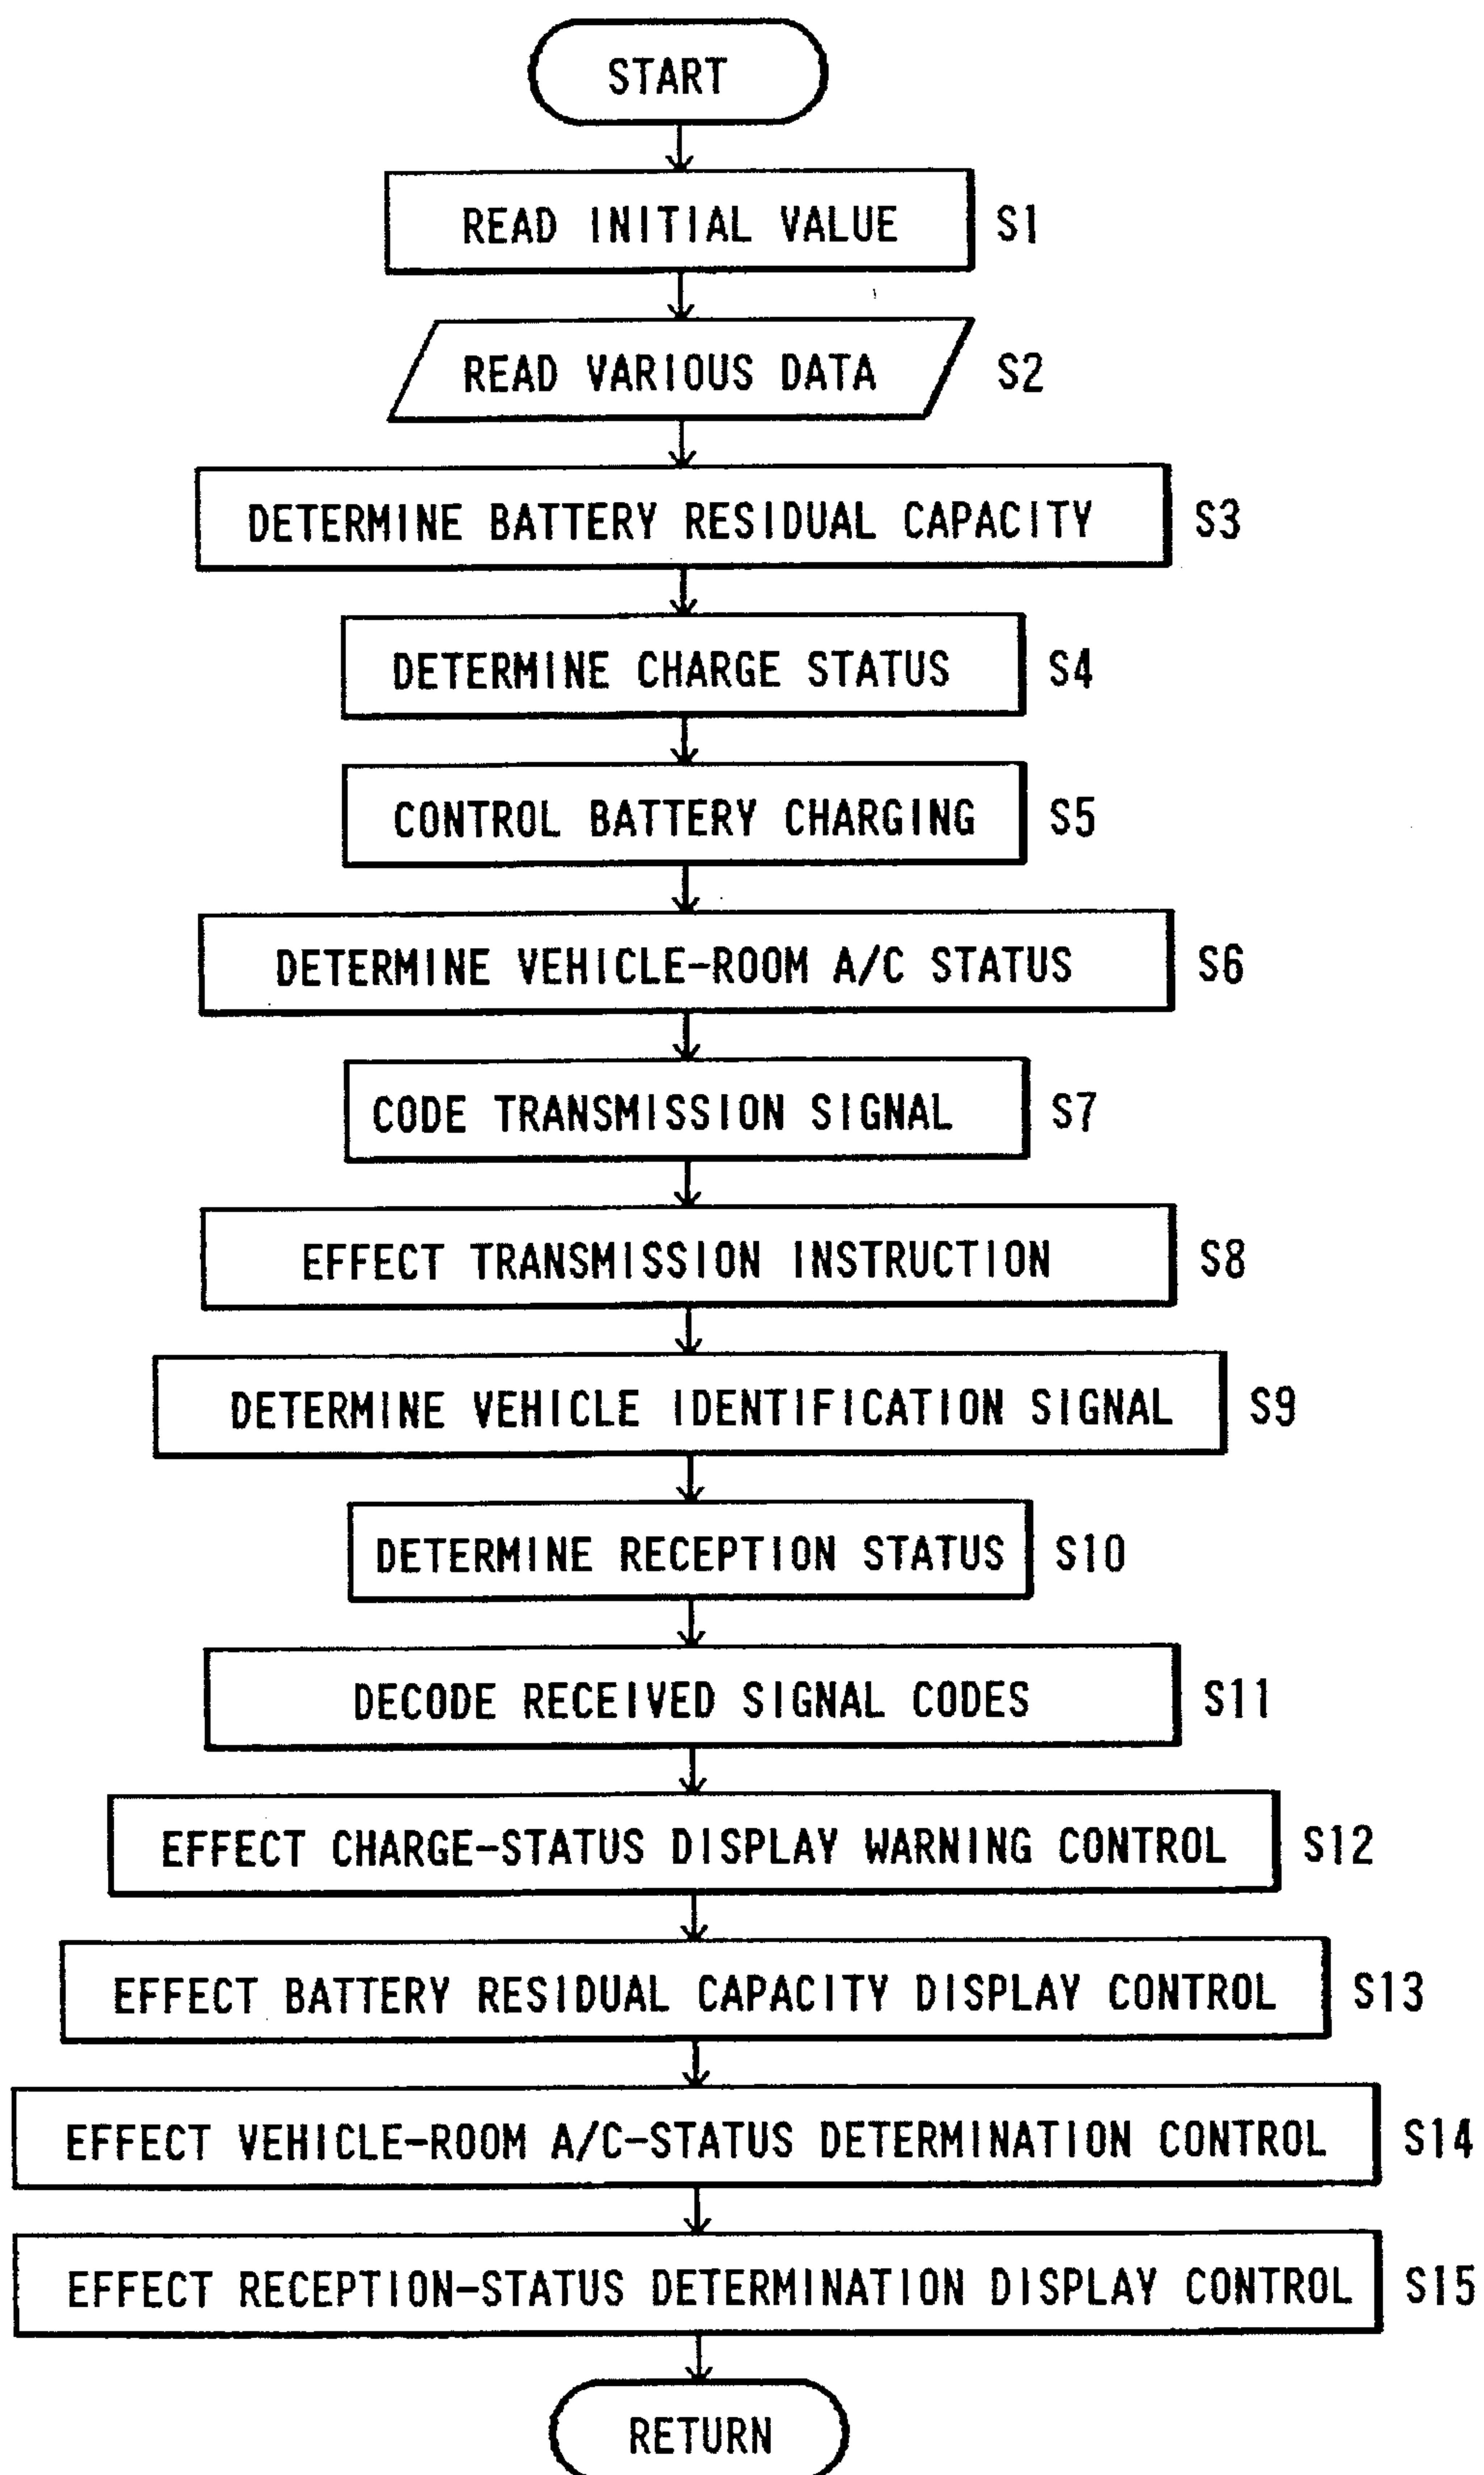 START
READ INITIAL VALUE S1
READ VARIOUS DATA S2
DETERMINE BATTERY RESIDUAL CAPACITY S3
DETERMINE CHARGE STATUS S4
CONTROL BATTERY CHARGING S5
DETERMINE VEHICLE-ROOM A/C STATUS S6
CODE TRANSMISSION SIGNAL S7
EFFECT TRANSMISSION INSTRUCTION S8
DETERMINE VEHICLE IDENTIFICATION SIGNAL S9
DETERMINE RECEPTION STATUS S10
DECODE RECEIVED SIGNAL CODES S11
EFFECT CHARGE-STATUS DISPLAY WARNING CONTROL S12
EFFECT BATTERY RESIDUAL CAPACITY DISPLAY CONTROL S13
EFFECT VEHICLE-ROOM A/C-STATUS DETERMINATION CONTROL S14
EFFECT RECEPTION-STATUS DETERMINATION DISPLAY CONTROL S15
RETURN